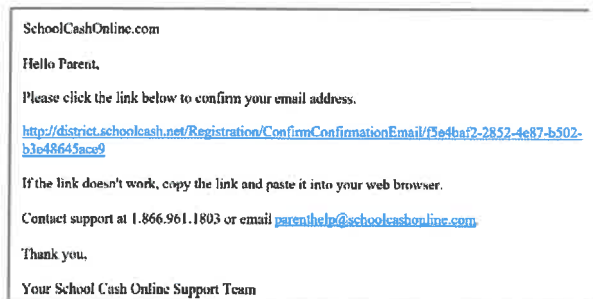 SchoolCashOnline.com
Hello Parent,
Please click the link below to confirm your email address.
http://district.schoolcash.net/Registration/ConfirmConfirmationEmail/f5e4baf2-2852-4e87-b502-
b3e48645ace9
If the link doesn't work, copy the link and paste it into your web browser.
Contact support at 1.866.961.1803 or email parenthelp@schoolcashonline.com.
Thank you,
Your School Cash Online Support Team